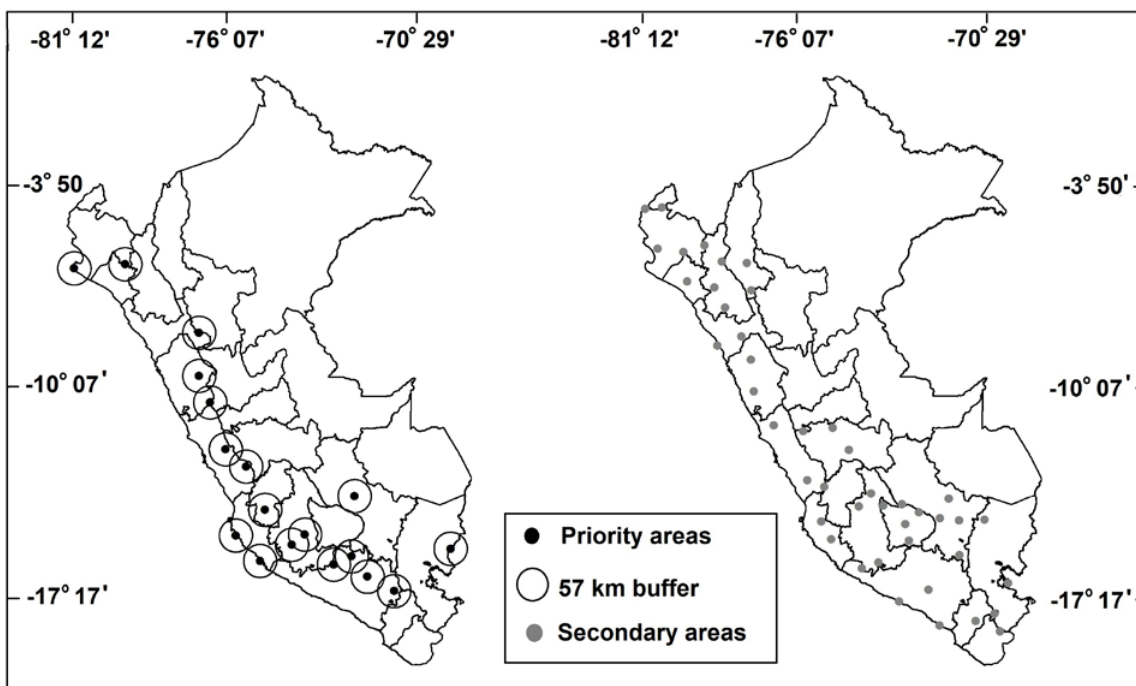 -81° 12' -76° 07' -70° 29' -81° 12' -76° 07' -70° 29'
-3° 50 -3° 50'
-10° 07' -10° 07'
Priority areas
57 km buffer
-17° 17' -17° 17'
Secondary areas